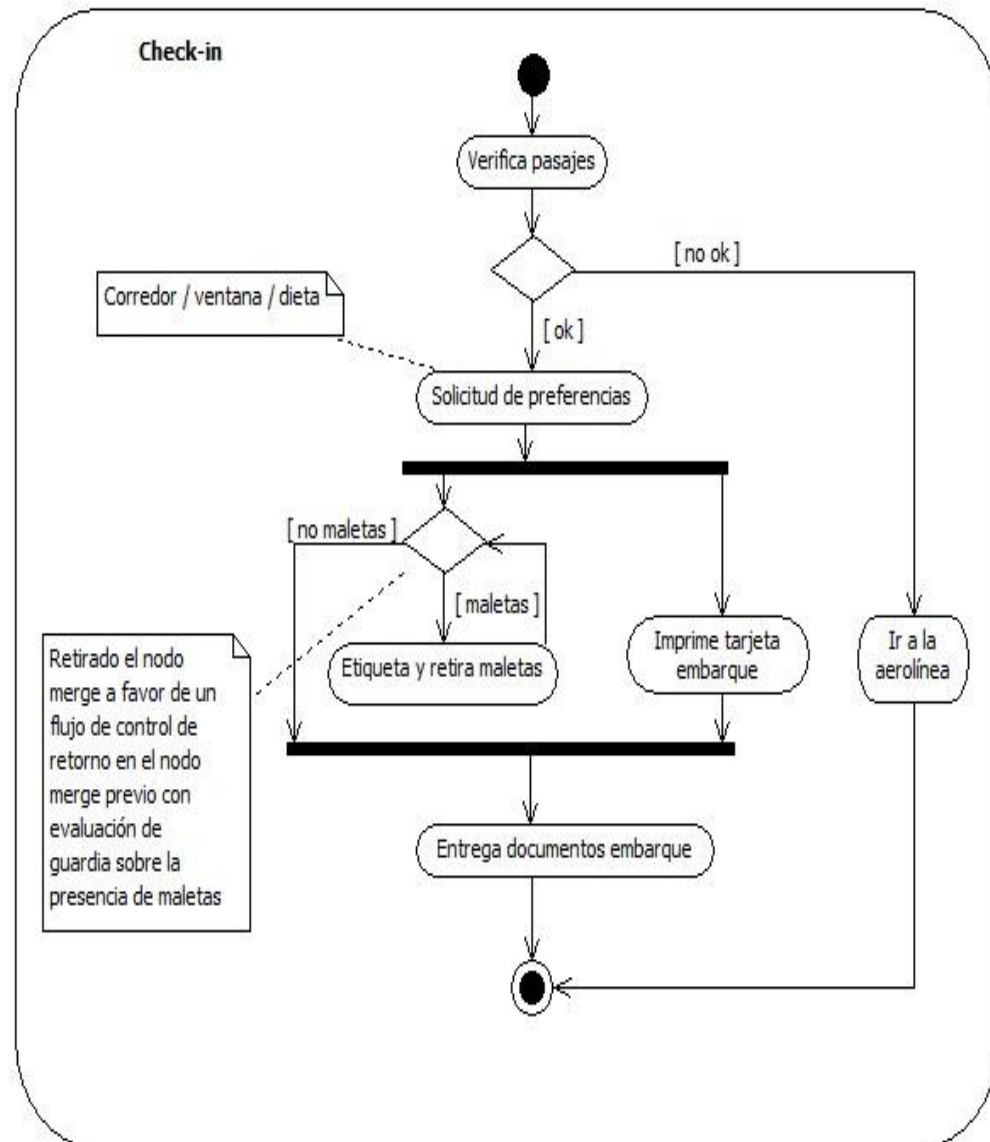 Check-in
Verifica pasajes
[ no ok ]
Corredor / ventana / dieta
[ ok ]
Solicitud de preferencias
[ no maletas ]
[ maletas ]
Etiqueta y retira maletas
Imprime tarjeta
embarque
Ir a la
aerolínea
Retirado el nodo
merge a favor de un
flujo de control de
retorno en el nodo
merge previo con
evaluación de
guardia sobre la
presencia de maletas
Entrega documentos embarque